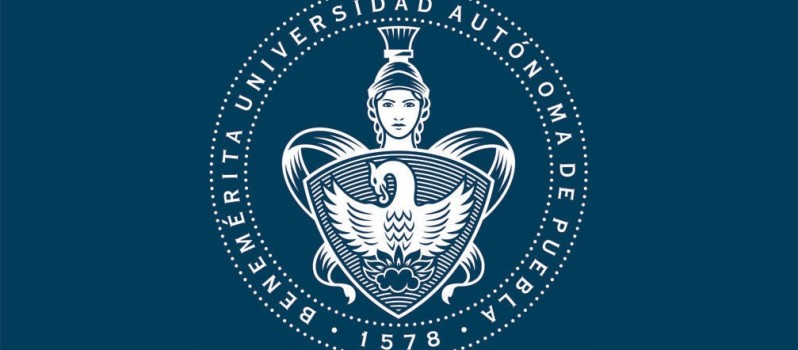 BENEMÉRITA UNIVERSIDAD AUTÓNOMA DE PUEBLA
· 1578 ·